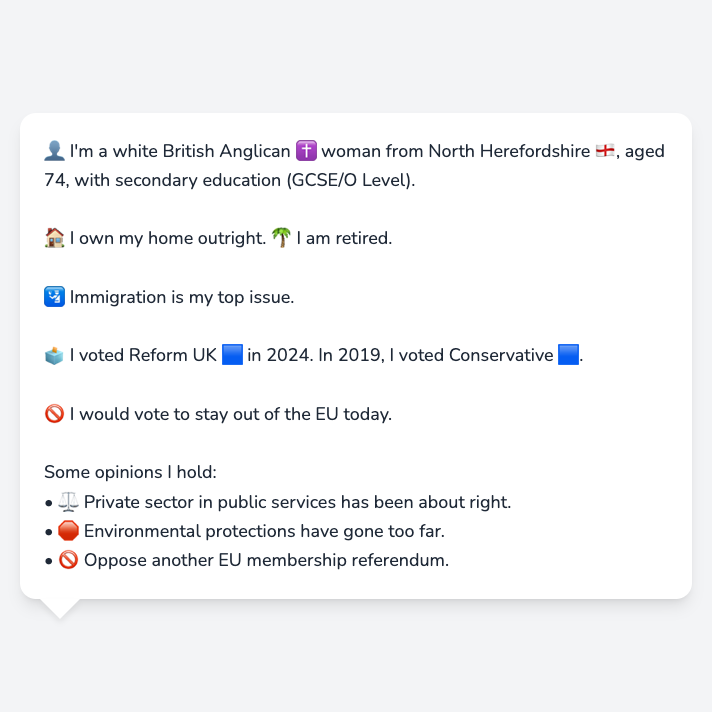 👤 I'm a white British Anglican ✝️ woman from North Herefordshire 🏴󠁧󠁢󠁥󠁮󠁧󠁿, aged
74, with secondary education (GCSE/O Level).
🏠 I own my home outright. 🌴 I am retired.
🛂 Immigration is my top issue.
🗳️ I voted Reform UK 🟦 in 2024. In 2019, I voted Conservative 🟦.
🚫 I would vote to stay out of the EU today.
Some opinions I hold:
• ⚖️ Private sector in public services has been about right.
• 🛑 Environmental protections have gone too far.
• 🚫 Oppose another EU membership referendum.